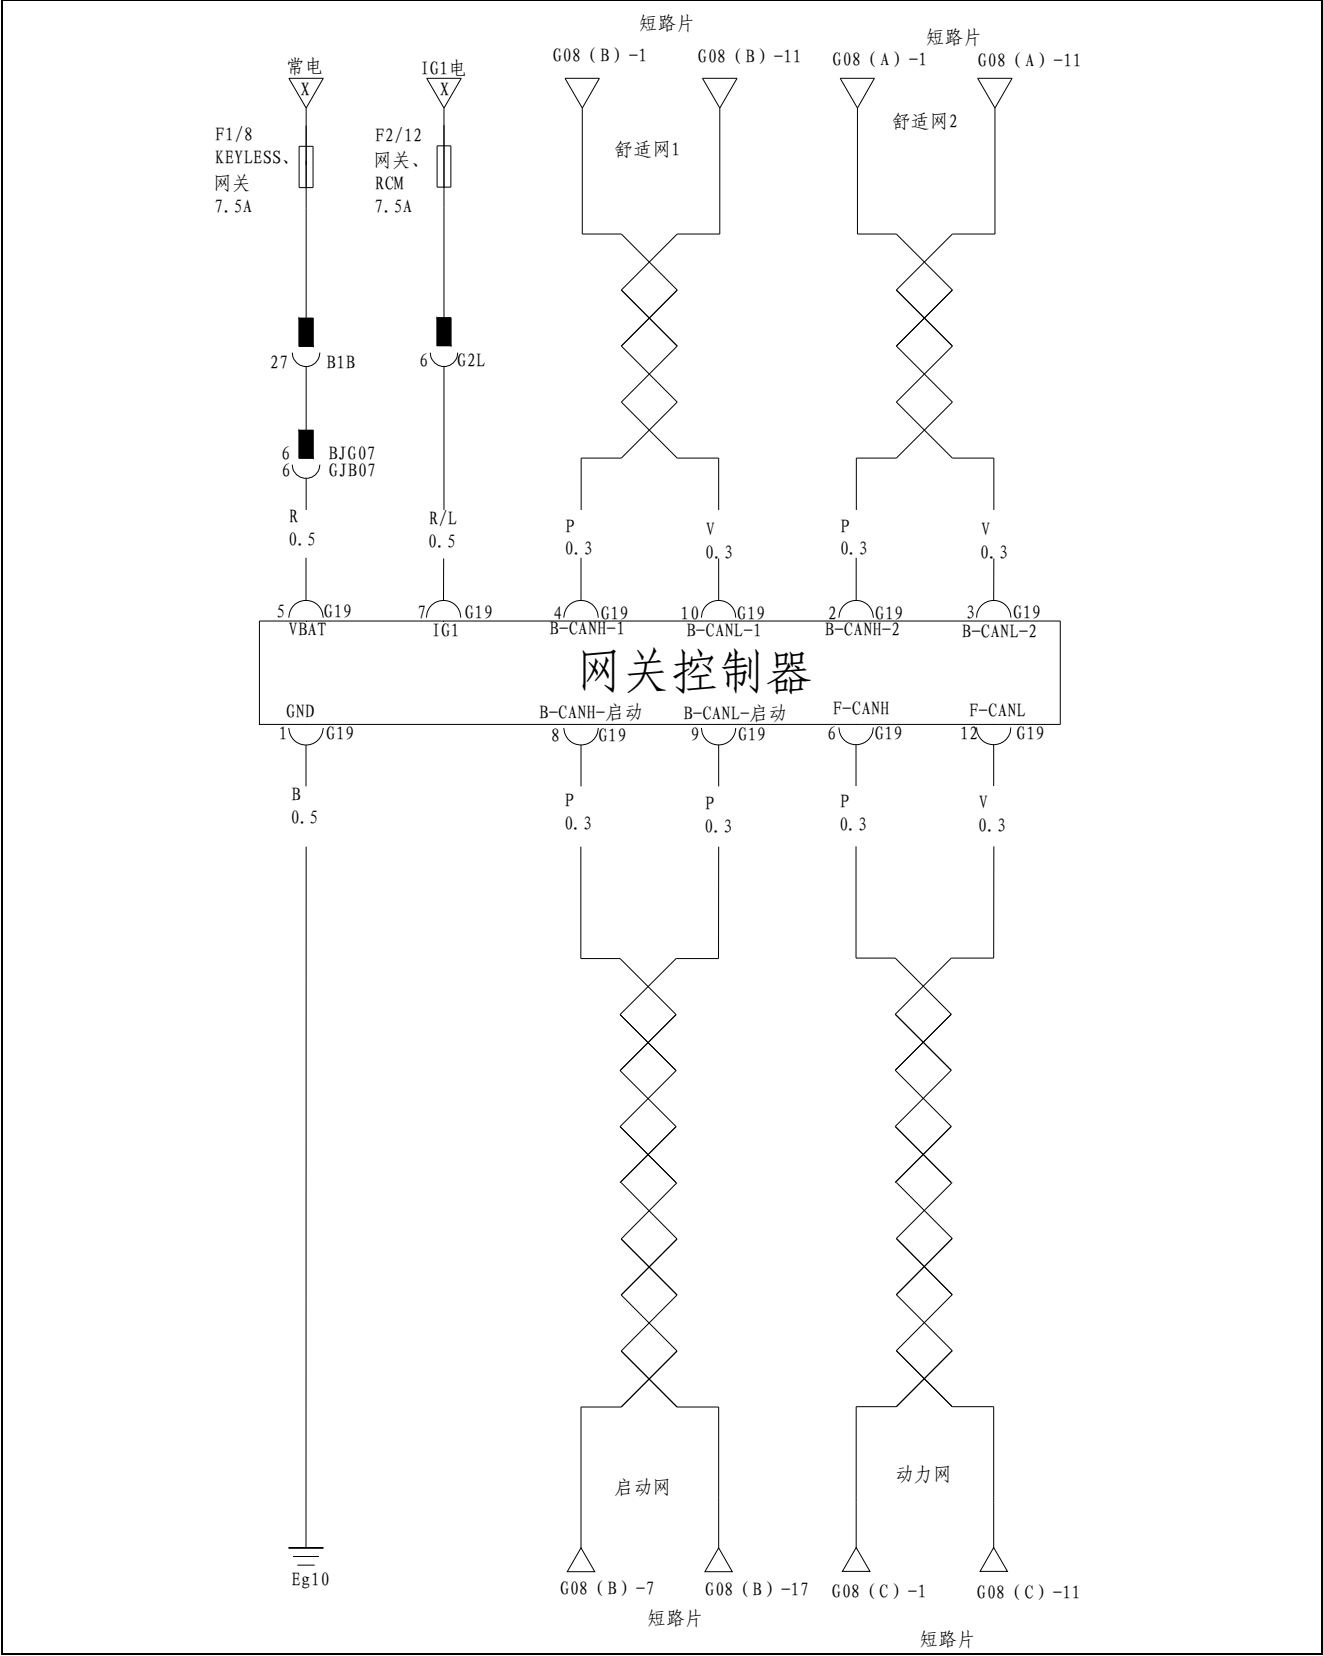 短路片
短路片
G08（B）-1
G08（B）-11
G08（A）-1
G08（A）-11
常电
X
IG1电
X
F1/8
KEYLESS、
网关
7.5A
F2/12
网关、
RCM
7.5A
舒适网1
舒适网2
27
B1B
6
G2L
6
BJG07
6
GJB07
R
0.5
R/L
0.5
P
0.3
V
0.3
P
0.3
V
0.3
5
G19
7
G19
4
G19
10
G19
2
G19
3
G19
VBAT
IG1
B-CANH-1
B-CANL-1
B-CANH-2
B-CANL-2
网关控制器
GND
B-CANH-启动
B-CANL-启动
F-CANH
F-CANL
1
G19
8
G19
9
G19
6
G19
12
G19
B
0.5
P
0.3
P
0.3
P
0.3
V
0.3
启动网
动力网
Eg10
G08（B）-7
G08（B）-17
G08（C）-1
G08（C）-11
短路片
短路片